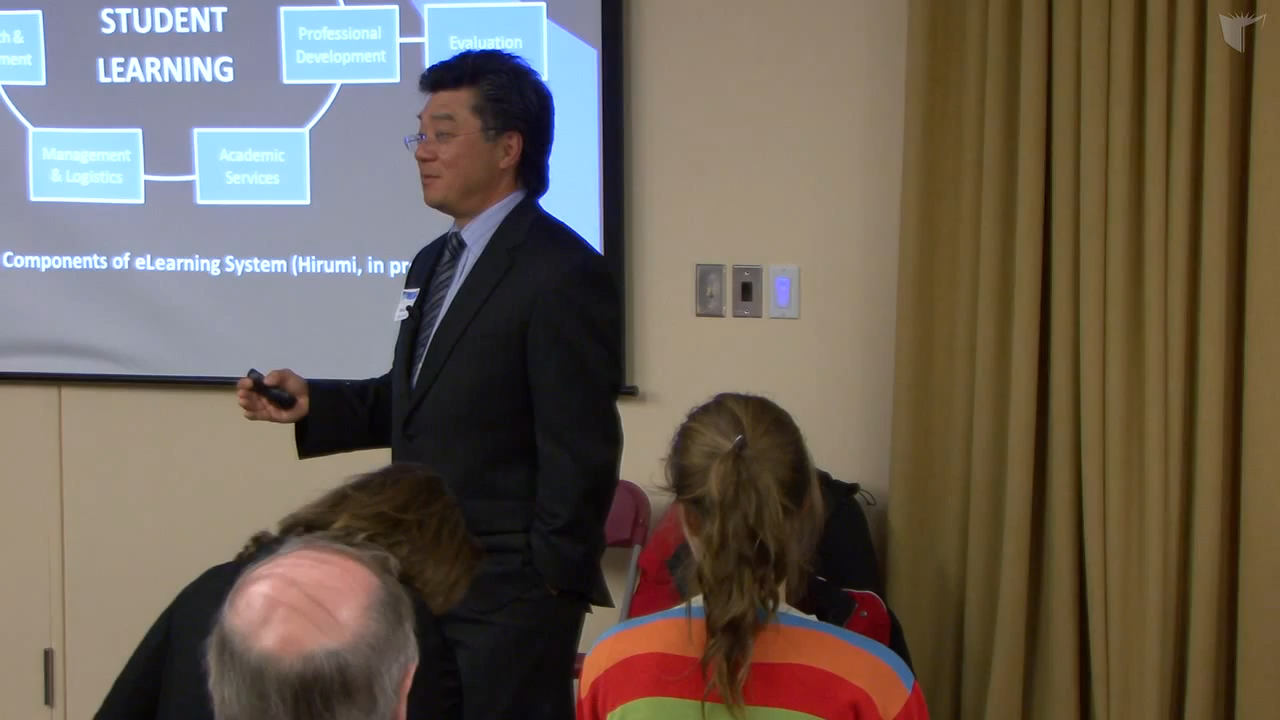 STUDENT
LEARNING
Professional
Development
Evaluation
Management
& Logistics
Academic
Services
Components of eLearning System (Hirumi, in